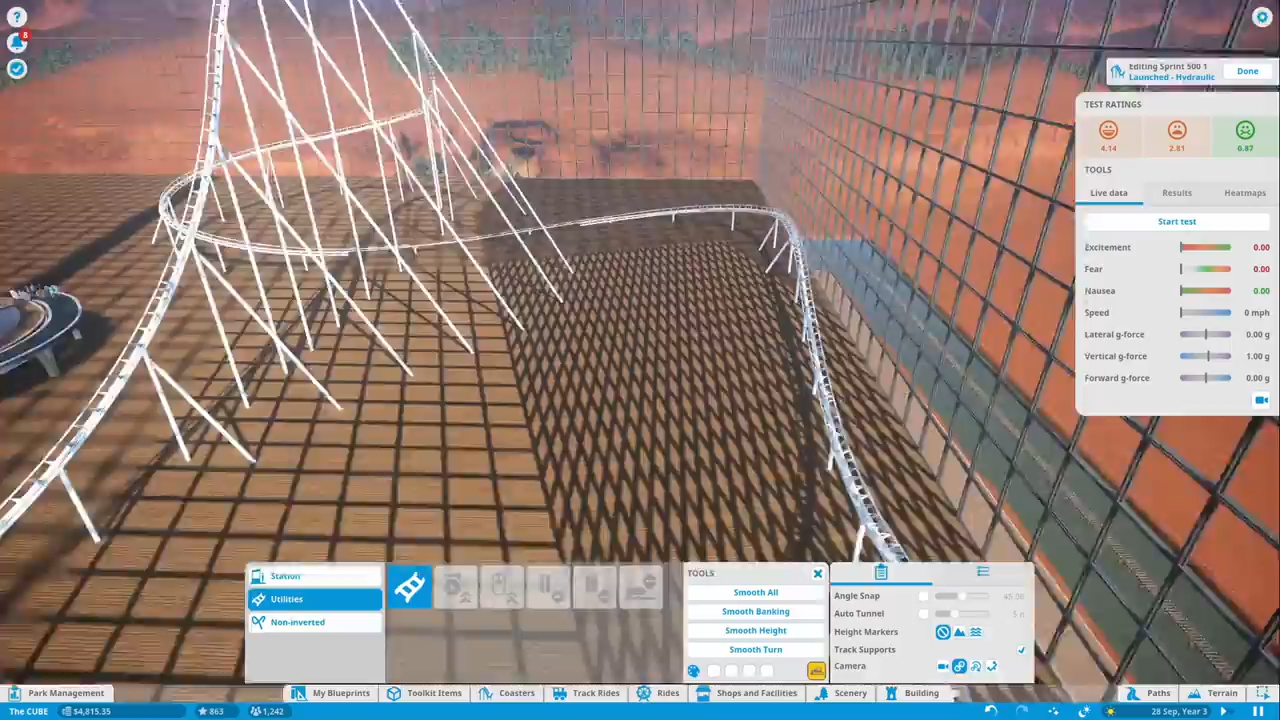 ?
8
Editing Sprint 500 1
Launched - Hydraulic
Done
TEST RATINGS
4.14
2.81
0.87
TOOLS
Live data
Results
Heatmaps
Start test
Excitement
0.00
Fear
0.00
Nausea
0.00
Speed
0 mph
Lateral g-force
0.00 g
Vertical g-force
1.00 g
Forward g-force
0.00 g
Station
Utilities
Non-inverted
TOOLS
Smooth All
Smooth Banking
Smooth Height
Smooth Turn
Angle Snap
45.00
Auto Tunnel
Height Markers
Track Supports
Camera
Park Management
My Blueprints
Toolkit Items
Coasters
Track Rides
Rides
Shops and Facilities
Scenery
Building
Paths
Terrain
The CUBE
$4,815.35
863
1,242
28 Sep, Year 3